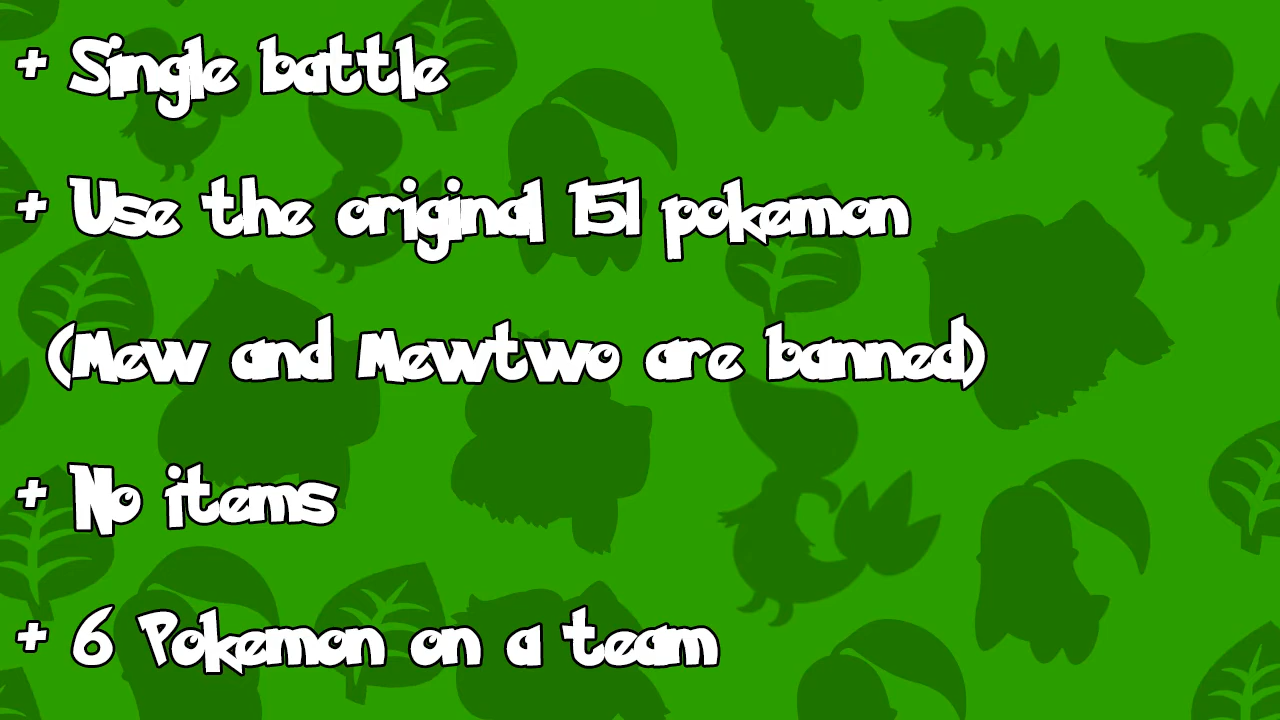 + Single battle
+ Use the original 151 pokemon
(Mew and Mewtwo are banned)
+ No items
+ 6 Pokemon on a team